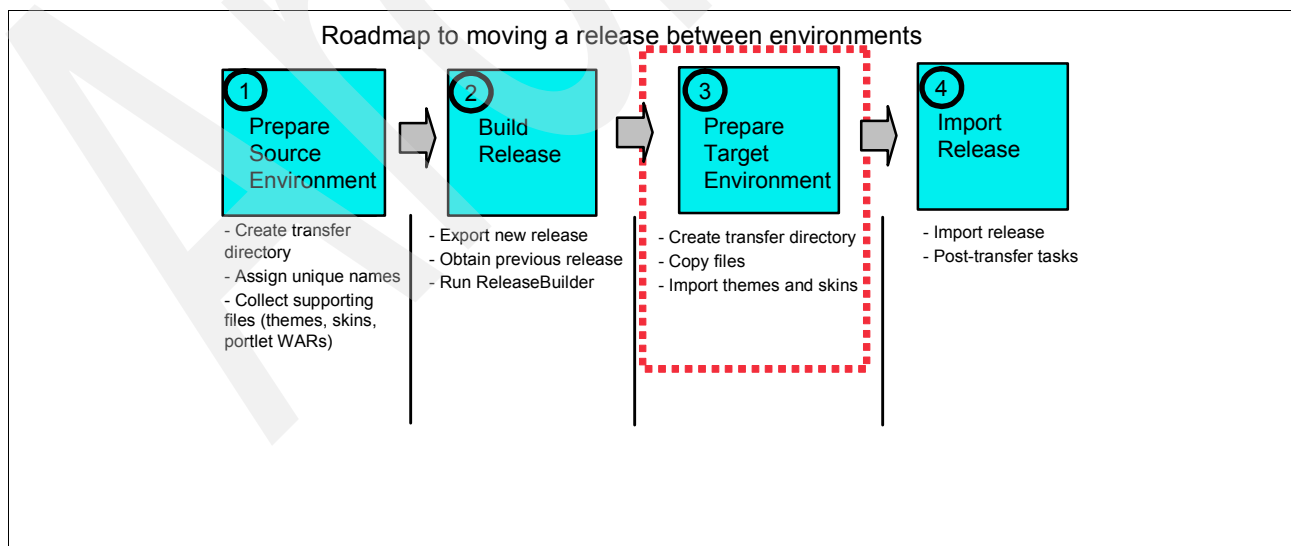 Roadmap to moving a release between environments
1
Prepare
Source
Environment
- Create transfer
directory
- Assign unique names
- Collect supporting
files (themes, skins,
portlet WARs)
2
Build
Release
- Export new release
- Obtain previous release
- Run ReleaseBuilder
3
Prepare
Target
Environment
- Create transfer directory
- Copy files
- Import themes and skins
4
Import
Release
- Import release
- Post-transfer tasks